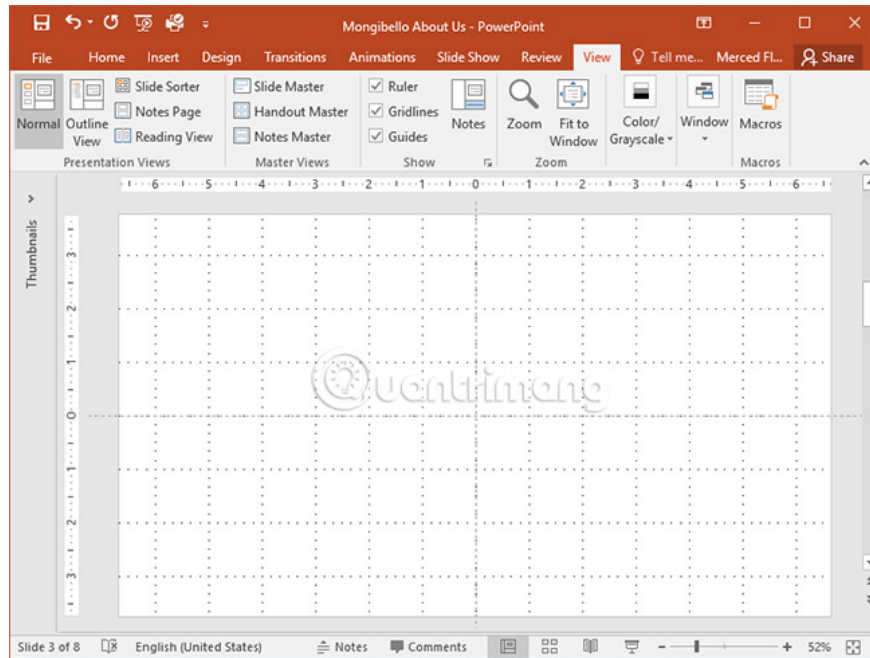 Mongibello About Us - PowerPoint
File Home Insert Design Transitions Animations Slide Show Review View Tell me... Merced Fl... Share
Normal
Outline View
Slide Sorter
Notes Page
Reading View
Presentation Views
Slide Master
Handout Master
Notes Master
Master Views
Ruler
Gridlines
Guides
Show
Notes
Zoom
Fit to Window
Zoom
Color/ Grayscale
Window
Macros
Macros
6 5 4 3 2 1 0 1 2 3 4 5 6
Thumbnails
3
2
1
0
1
2
3
Quantrimang
Slide 3 of 8 English (United States) Notes Comments 52%